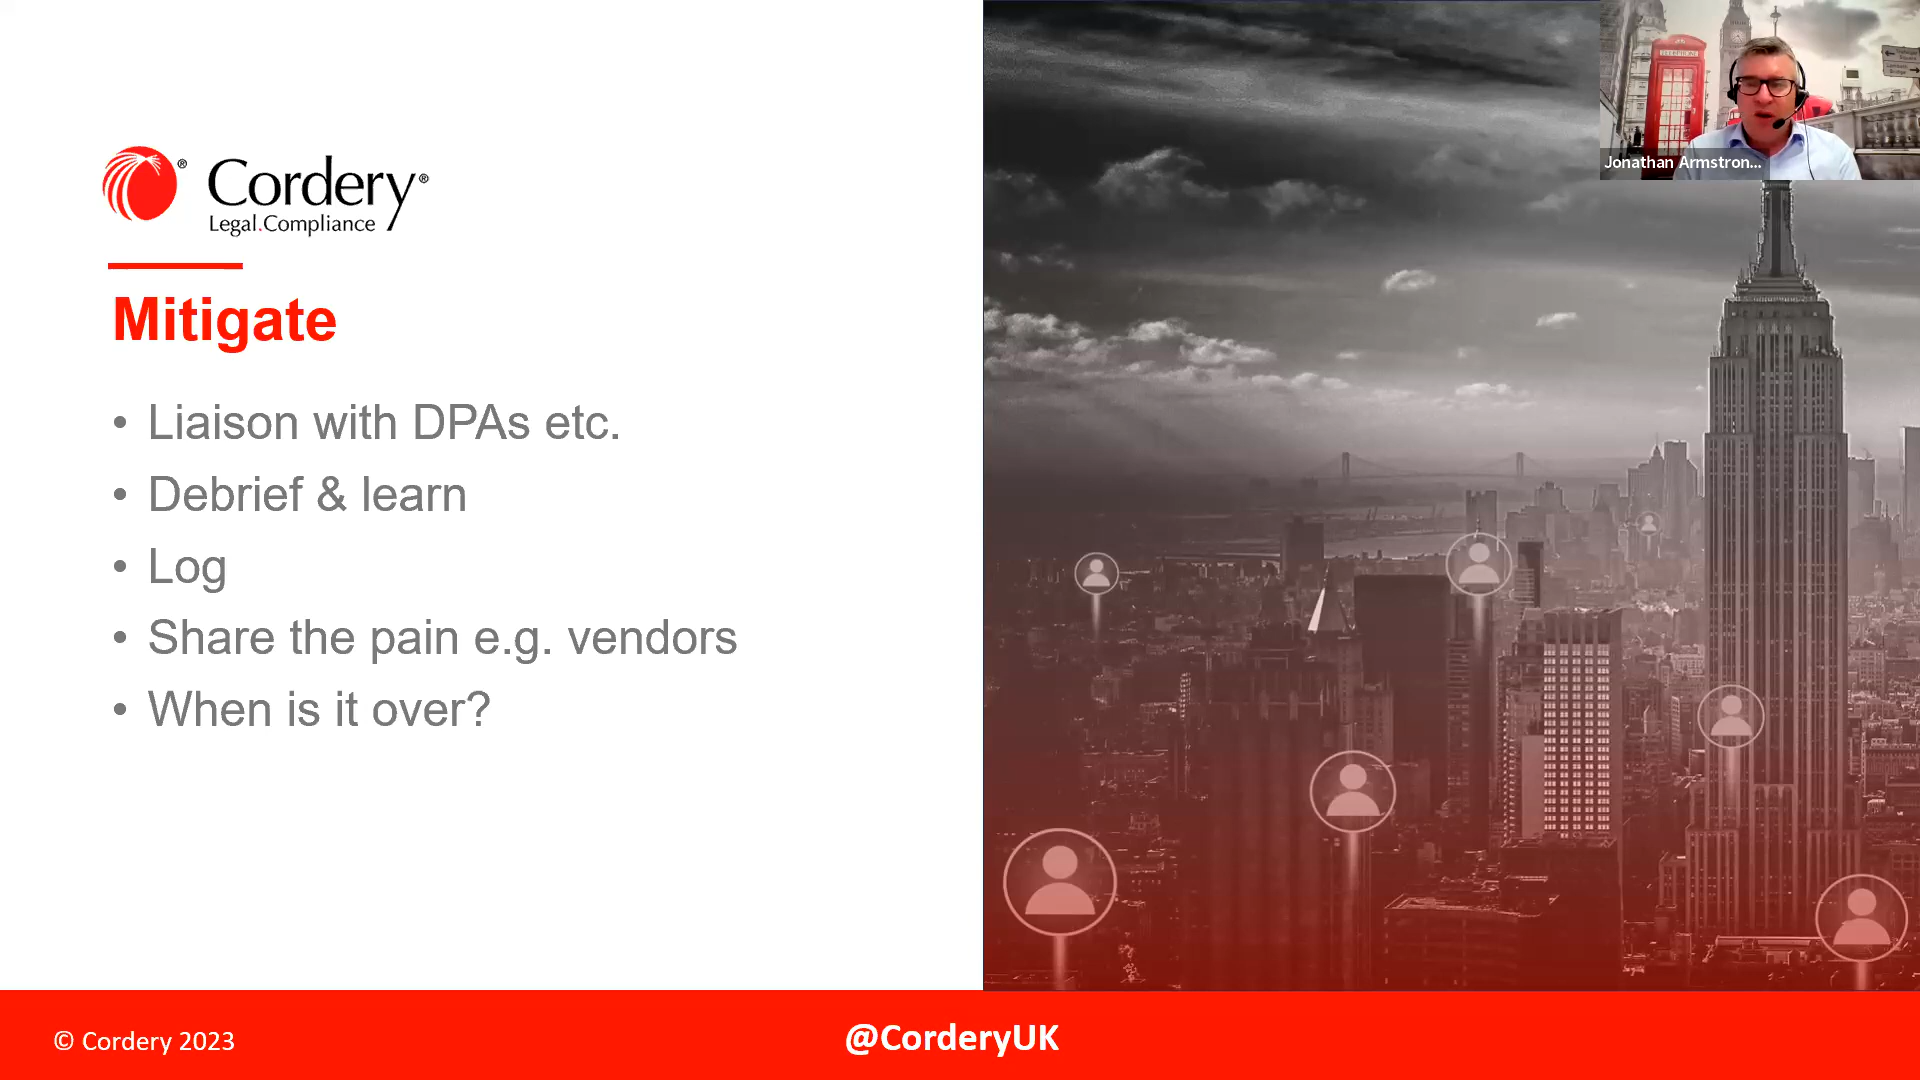 Cordery®
Legal.Compliance
Mitigate
• Liaison with DPAs etc.
• Debrief & learn
• Log
• Share the pain e.g. vendors
• When is it over?
TELEPHONE
Jonathan Armstron...
© Cordery 2023
@CorderyUK